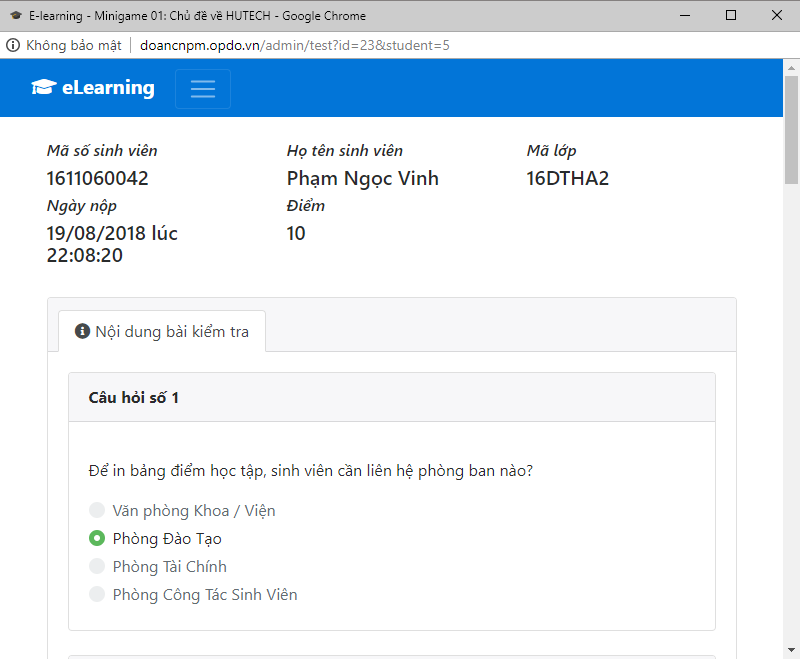 E-learning - Minigame 01: Chủ đề về HUTECH - Google Chrome
Không bảo mật doancnpm.opdo.vn/admin/test?id=23&student=5
eLearning
Mã số sinh viên Họ tên sinh viên Mã lớp
1611060042 Phạm Ngọc Vinh 16DTHA2
Ngày nộp Điểm
19/08/2018 lúc 10
22:08:20
Nội dung bài kiểm tra
Câu hỏi số 1
Để in bảng điểm học tập, sinh viên cần liên hệ phòng ban nào?
Văn phòng Khoa / Viện
Phòng Đào Tạo
Phòng Tài Chính
Phòng Công Tác Sinh Viên